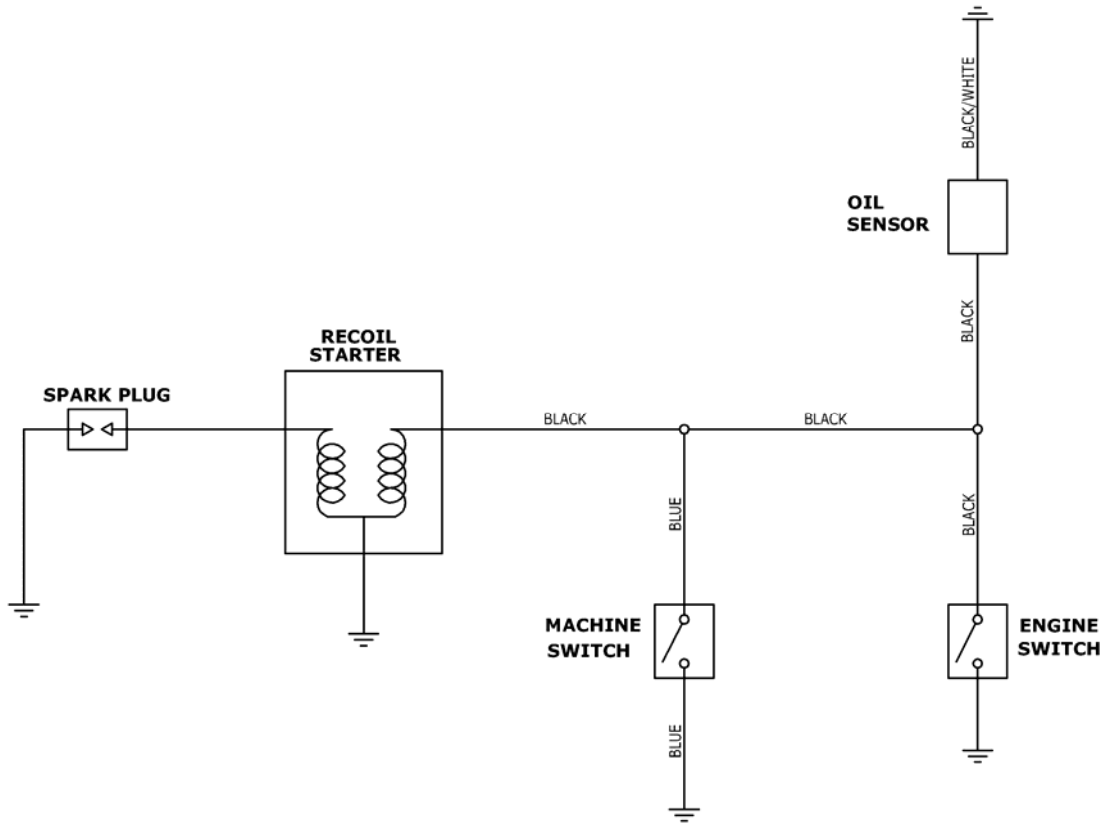 BLACK/WHITE
OIL
SENSOR
BLACK
RECOIL
STARTER
SPARK PLUG
BLACK
BLACK
BLUE
BLACK
MACHINE
SWITCH
ENGINE
SWITCH
BLUE